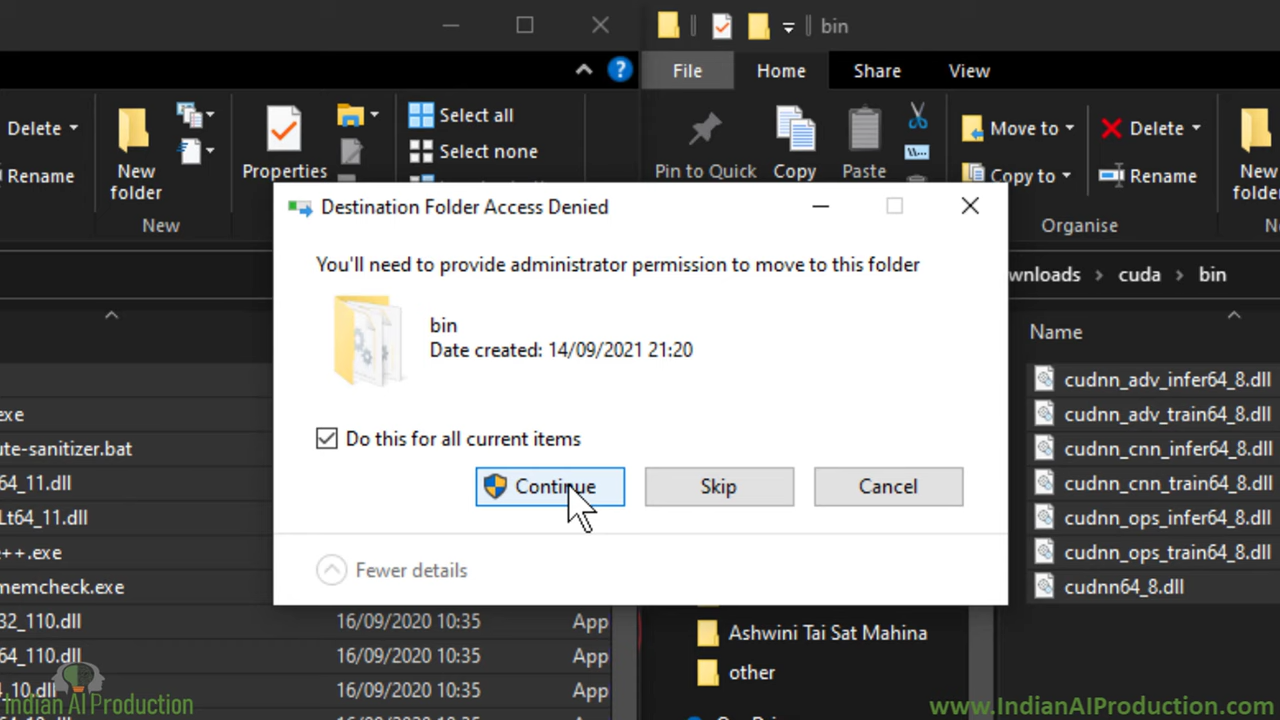 bin
File
Home
Share
View
Delete
Rename
New
folder
Properties
Select all
Select none
New
Pin to Quick
Copy
Paste
Move to
Copy to
Delete
Rename
New
folder
Organise
wnloads > cuda > bin
Destination Folder Access Denied
You'll need to provide administrator permission to move to this folder
bin
Date created: 14/09/2021 21:20
Do this for all current items
Continue
Skip
Cancel
Fewer details
exe
ute-sanitizer.bat
64_11.dll
Lt64_11.dll
++.exe
memcheck.exe
32_110.dll 16/09/2020 10:35 App
64_110.dll 16/09/2020 10:35 App
16/09/2020 10:35 App
Name
cudnn_adv_infer64_8.dll
cudnn_adv_train64_8.dll
cudnn_cnn_infer64_8.dll
cudnn_cnn_train64_8.dll
cudnn_ops_infer64_8.dll
cudnn_ops_train64_8.dll
cudnn64_8.dll
Ashwini Tai Sat Mahina
other
Indian AI Production
www.IndianAIProduction.com